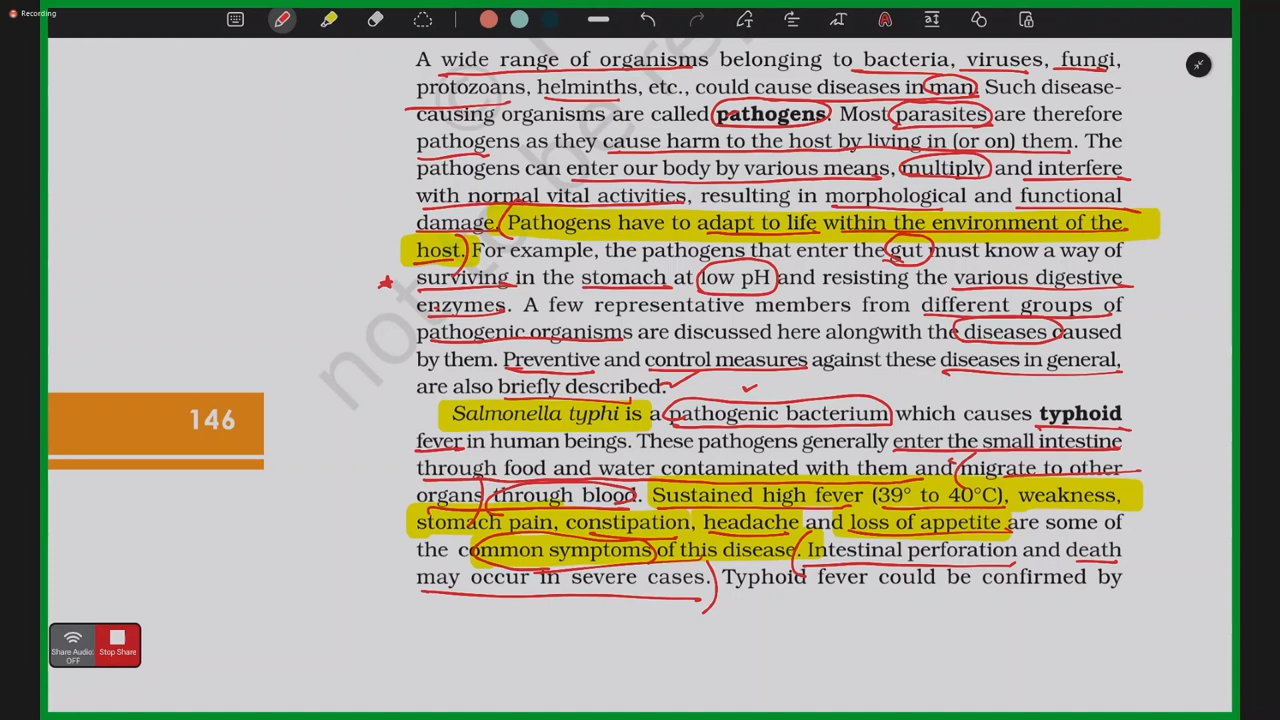 Recording
A wide range of organisms belonging to bacteria, viruses, fungi,
protozoans, helminths, etc., could cause diseases in man. Such disease-
causing organisms are called pathogens. Most parasites are therefore
pathogens as they cause harm to the host by living in (or on) them. The
pathogens can enter our body by various means, multiply and interfere
with normal vital activities, resulting in morphological and functional
damage. Pathogens have to adapt to life within the environment of the
host. For example, the pathogens that enter the gut must know a way of
surviving in the stomach at low pH and resisting the various digestive
enzymes. A few representative members from different groups of
pathogenic organisms are discussed here alongwith the diseases caused
by them. Preventive and control measures against these diseases in general,
are also briefly described.
146
Salmonella typhi is a pathogenic bacterium which causes typhoid
fever in human beings. These pathogens generally enter the small intestine
through food and water contaminated with them and migrate to other
organs through blood. Sustained high fever (39° to 40°C), weakness,
stomach pain, constipation, headache and loss of appetite are some of
the common symptoms of this disease. Intestinal perforation and death
may occur in severe cases. Typhoid fever could be confirmed by
Share Audio: OFF
Stop Share
not be re